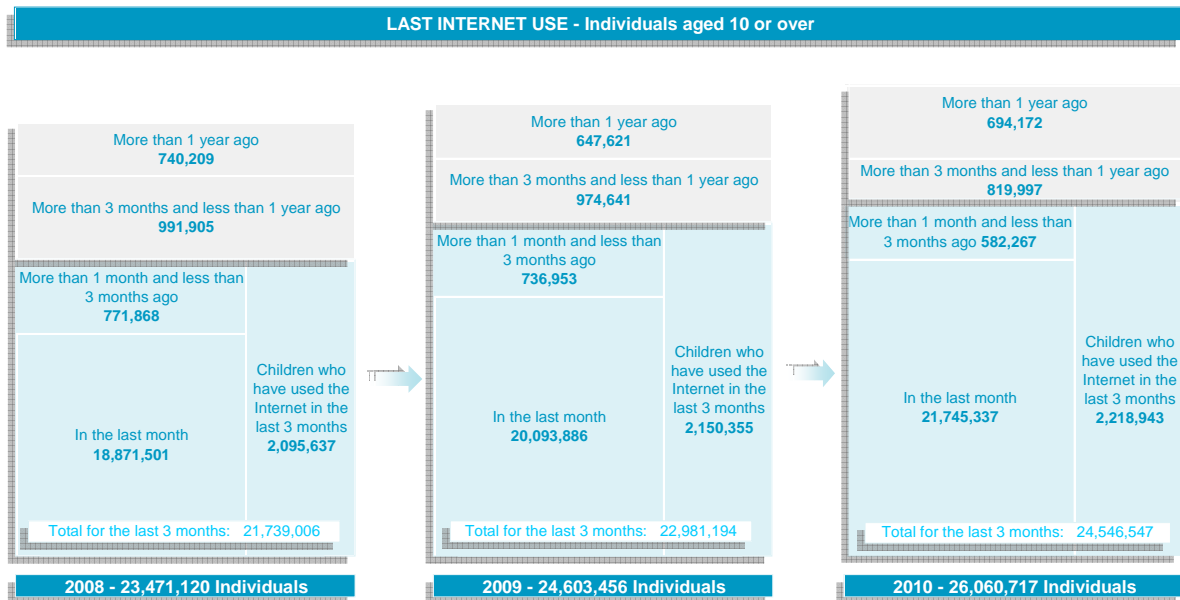 LAST INTERNET USE - Individuals aged 10 or over
More than 1 year ago
740,209
More than 3 months and less than 1 year ago
991,905
More than 1 month and less than
3 months ago
771,868
In the last month
18,871,501
Children who
have used the
Internet in the
last 3 months
2,095,637
Total for the last 3 months: 21,739,006
2008 - 23,471,120 Individuals
More than 1 year ago
647,621
More than 3 months and less than 1 year ago
974,641
More than 1 month and less than
3 months ago
736,953
In the last month
20,093,886
Children who
have used the
Internet in the
last 3 months
2,150,355
Total for the last 3 months: 22,981,194
2009 - 24,603,456 Individuals
More than 1 year ago
694,172
More than 3 months and less than 1 year ago
819,997
More than 1 month and less than
3 months ago 582,267
In the last month
21,745,337
Children who
have used the
Internet in the
last 3 months
2,218,943
Total for the last 3 months: 24,546,547
2010 - 26,060,717 Individuals